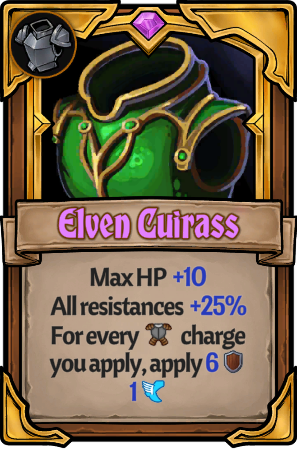 Elven Cuirass
Max HP +10
All resistances +25%
For every charge
you apply, apply 6
1